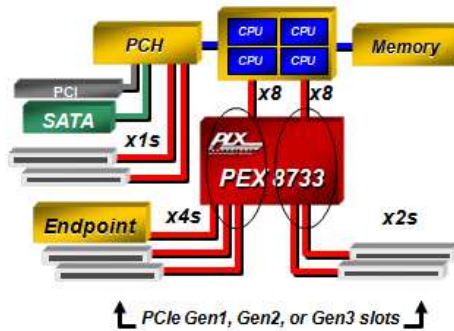 PCH
CPU CPU
CPU CPU
Memory
PCI
SATA
x8 x8
x1s
PLX
PEX 8733
Endpoint
x4s
x2s
PCIe Gen1, Gen2, or Gen3 slots